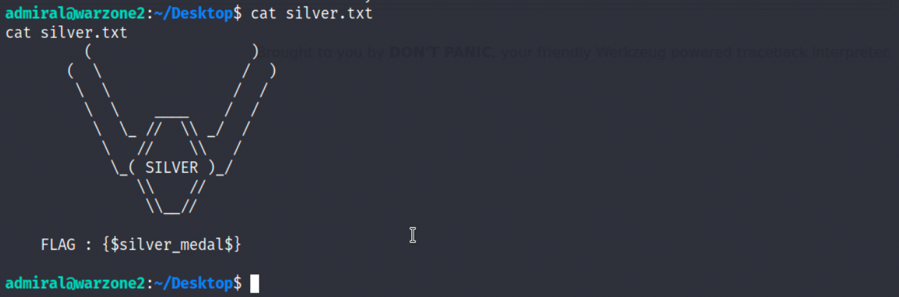 admiral@warzone2:~/Desktop$ cat silver.txt
cat silver.txt
rought to you by DON'T PANIC, your friendly Werkzeug powered traceback interpreter
SILVER
FLAG : {$silver_medal$}
admiral@warzone2:~/Desktop$